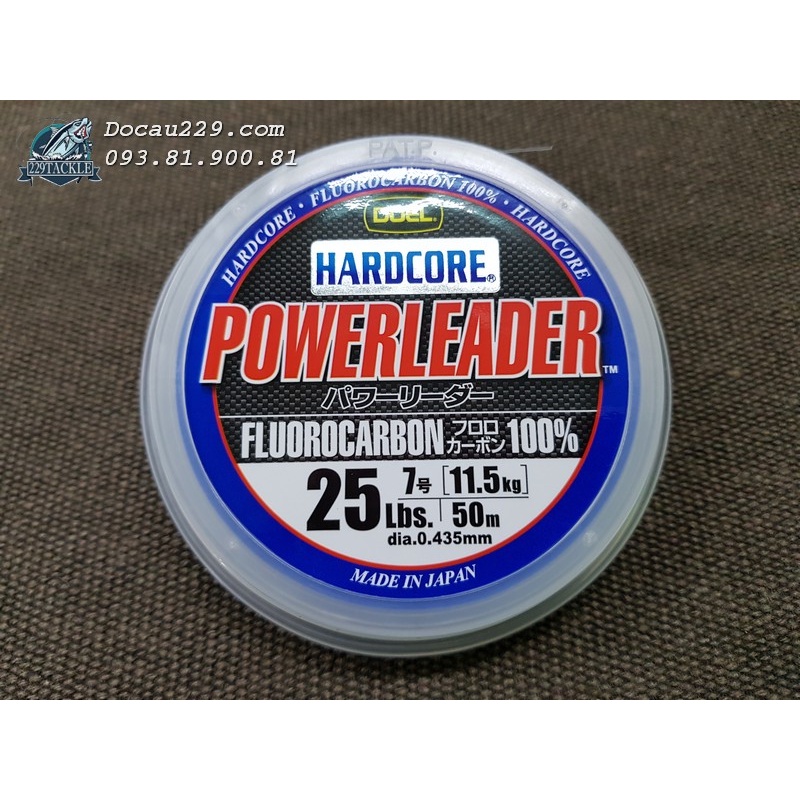 Docau229.com
093.81.900.81
229TACKLE
PAT.P.
HARDCORE · FLUOROCARBON 100% · HARDCORE
DUEL
HARDCORE®
POWERLEADER™
パワーリーダー
FLUOROCARBON フロロカーボン 100%
25 Lbs. 7号 [11.5kg] 50m
dia.0.435mm
MADE IN JAPAN